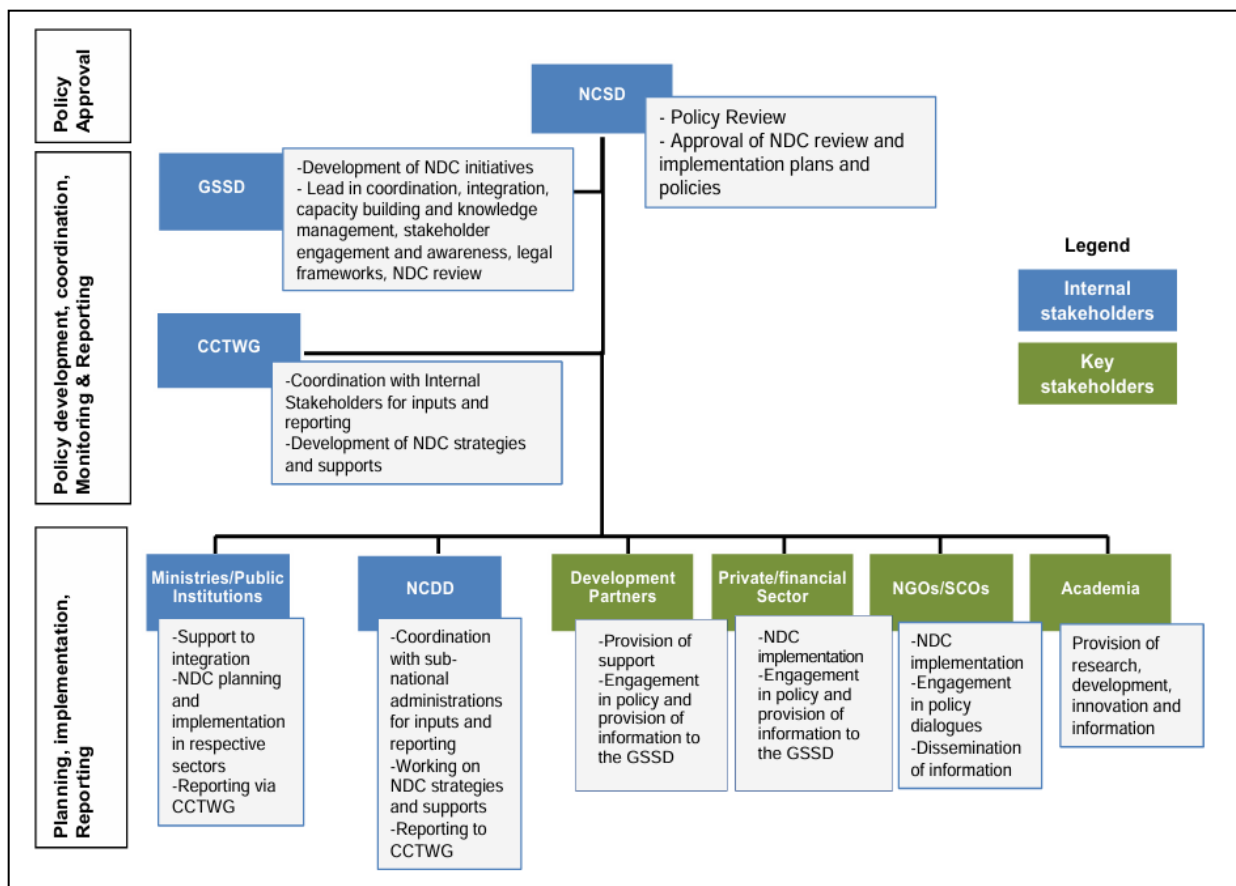 Policy
Approval
NCSD
- Policy Review
- Approval of NDC review and
implementation plans and
policies
Policy development, coordination,
Monitoring & Reporting
GSSD
-Development of NDC initiatives
- Lead in coordination, integration,
capacity building and knowledge
management, stakeholder
engagement and awareness, legal
frameworks, NDC review
CCTWG
-Coordination with Internal
Stakeholders for inputs and
reporting
-Development of NDC strategies
and supports
Legend
Internal
stakeholders
Key
stakeholders
Planning, implementation,
Reporting
Ministries/Public
Institutions
-Support to
integration
-NDC planning
and
implementation
in respective
sectors
-Reporting via
CCTWG
NCDD
-Coordination
with sub-
national
administrations
for inputs and
reporting
-Working on
NDC strategies
and supports
-Reporting to
CCTWG
Development
Partners
-Provision of
support
-Engagement
in policy and
provision of
information to
the GSSD
Private/financial
Sector
-NDC
implementation
-Engagement in
policy and
provision of
information to
the GSSD
NGOs/SCOs
-NDC
implementation
-Engagement
in policy
dialogues
-Dissemination
of information
Academia
Provision of
research,
development,
innovation and
information